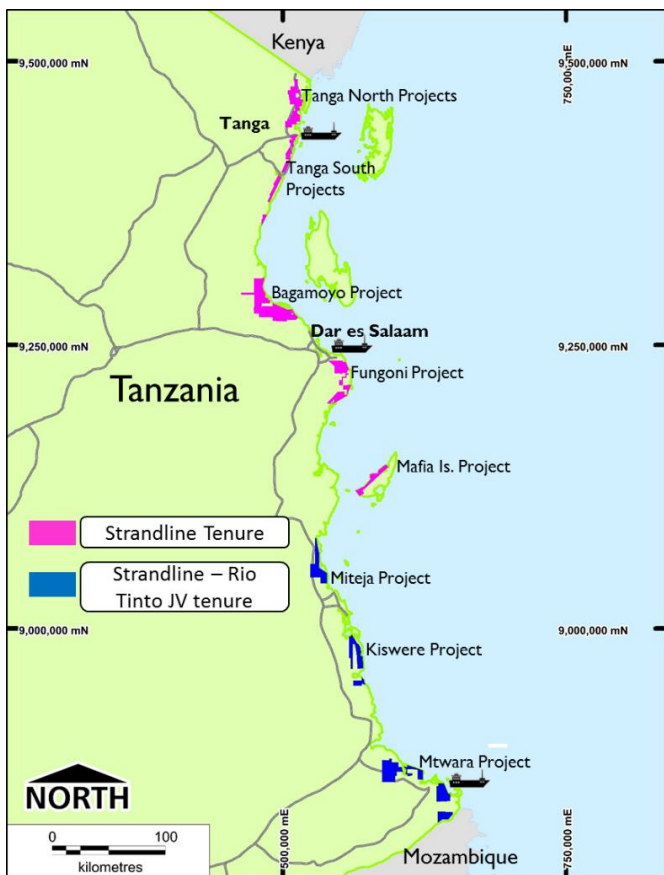 Kenya
9,500,000 mN
9,500,000 mN
750,000 mE
Tanga North Projects
Tanga
Tanga South
Projects
Bagamoyo Project
Dar es Salaam
9,250,000 mN
9,250,000 mN
Fungoni Project
Tanzania
Mafia Is. Project
Strandline Tenure
Strandline – Rio
Tinto JV tenure
Miteja Project
9,000,000 mN
9,000,000 mN
Kiswere Project
Mtwara Project
NORTH
0 100
kilometres
500,000 mE
750,000 mE
Mozambique